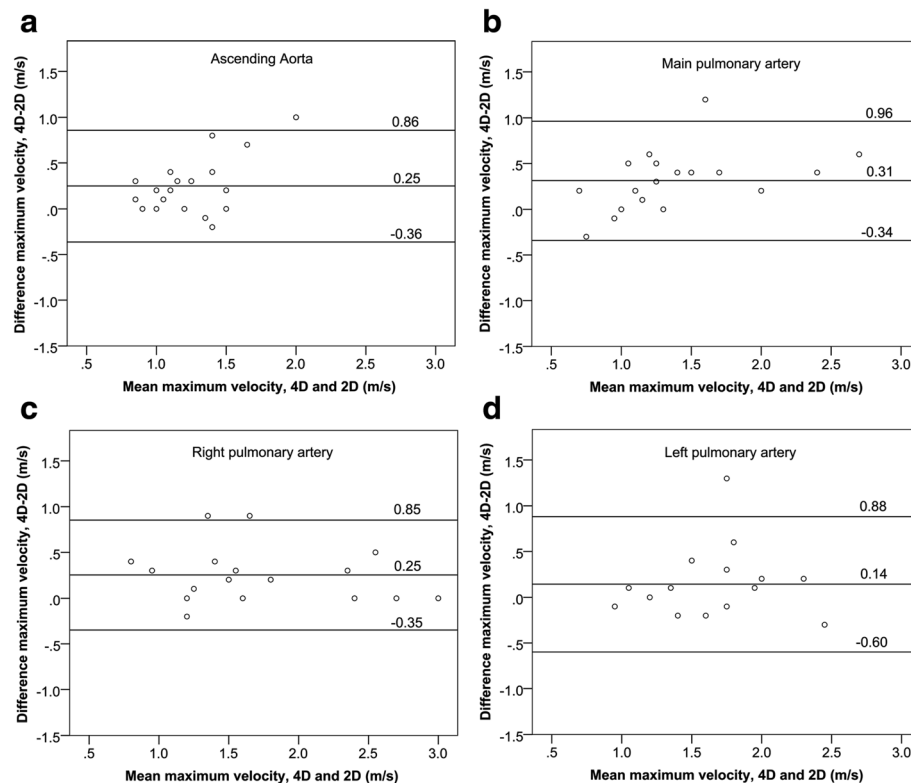 a
Ascending Aorta
Difference maximum velocity, 4D-2D (m/s)
1.5
1.0
.5
.0
-.5
-1.0
-1.5
0.86
0.25
-0.36
.5 1.0 1.5 2.0 2.5 3.0
Mean maximum velocity, 4D and 2D (m/s)
b
Main pulmonary artery
Difference maximum velocity, 4D-2D (m/s)
1.5
1.0
.5
.0
-.5
-1.0
-1.5
0.96
0.31
-0.34
.5 1.0 1.5 2.0 2.5 3.0
Mean maximum velocity, 4D and 2D (m/s)
c
Right pulmonary artery
Difference maximum velocity, 4D-2D (m/s)
1.5
1.0
.5
.0
-.5
-1.0
-1.5
0.85
0.25
-0.35
.5 1.0 1.5 2.0 2.5 3.0
Mean maximum velocity, 4D and 2D (m/s)
d
Left pulmonary artery
Difference maximum velocity, 4D-2D (m/s)
1.5
1.0
.5
.0
-.5
-1.0
-1.5
0.88
0.14
-0.60
.5 1.0 1.5 2.0 2.5 3.0
Mean maximum velocity, 4D and 2D (m/s)